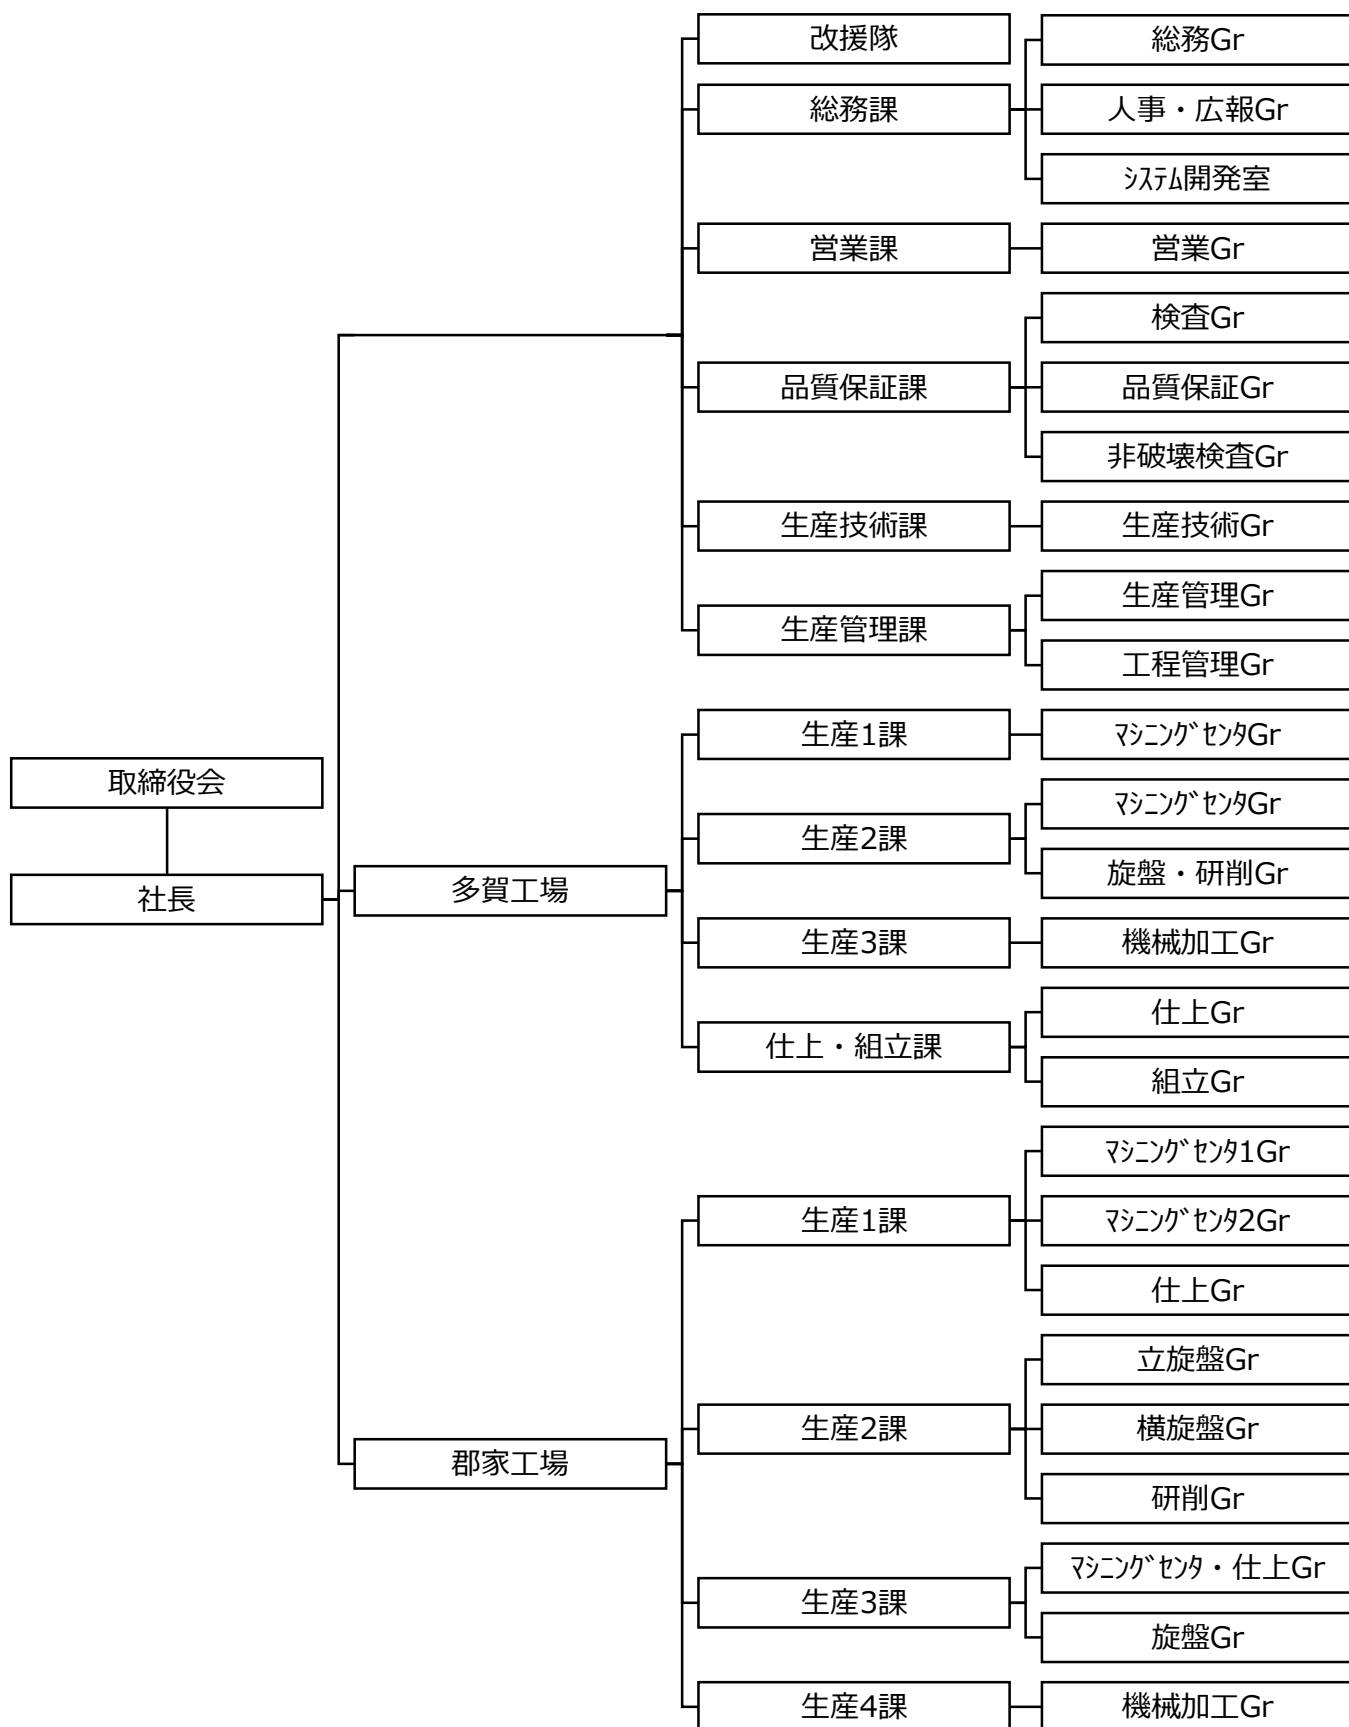 改援隊
総務Gr
総務課
人事・広報Gr
ｼｽﾃﾑ開発室
営業課
営業Gr
検査Gr
品質保証課
品質保証Gr
非破壊検査Gr
生産技術課
生産技術Gr
生産管理Gr
生産管理課
工程管理Gr
生産1課
ﾏｼﾆﾝｸﾞｾﾝﾀGr
取締役会
ﾏｼﾆﾝｸﾞｾﾝﾀGr
生産2課
旋盤・研削Gr
社長
多賀工場
生産3課
機械加工Gr
仕上Gr
仕上・組立課
組立Gr
ﾏｼﾆﾝｸﾞｾﾝﾀ1Gr
生産1課
ﾏｼﾆﾝｸﾞｾﾝﾀ2Gr
仕上Gr
立旋盤Gr
生産2課
横旋盤Gr
郡家工場
研削Gr
ﾏｼﾆﾝｸﾞｾﾝﾀ・仕上Gr
生産3課
旋盤Gr
生産4課
機械加工Gr